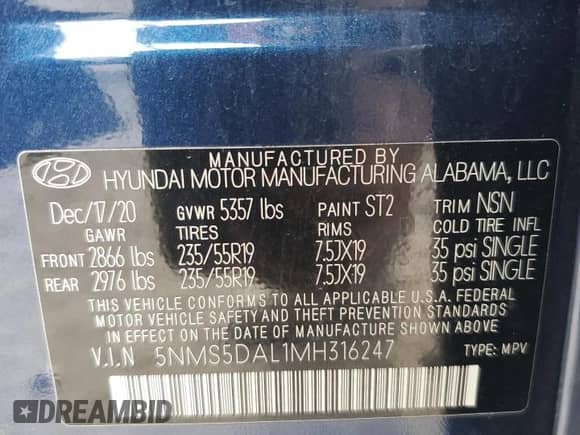 MANUFACTURED BY
HYUNDAI MOTOR MANUFACTURING ALABAMA, LLC
Dec/17/20 GVWR 5357 lbs PAINT ST2 TRIM NSN
GAWR TIRES RIMS COLD TIRE INFL
FRONT 2866 lbs 235/55R19 7.5JX19 35 psi SINGLE
REAR 2976 lbs 235/55R19 7.5JX19 35 psi SINGLE
THIS VEHICLE CONFORMS TO ALL APPLICABLE U.S.A. FEDERAL
MOTOR VEHICLE SAFETY AND THEFT PREVENTION STANDARDS
IN EFFECT ON THE DATE OF MANUFACTURE SHOWN ABOVE.
V.I.N 5NMS5DAL1MH316247 TYPE: MPV
DREAMBID